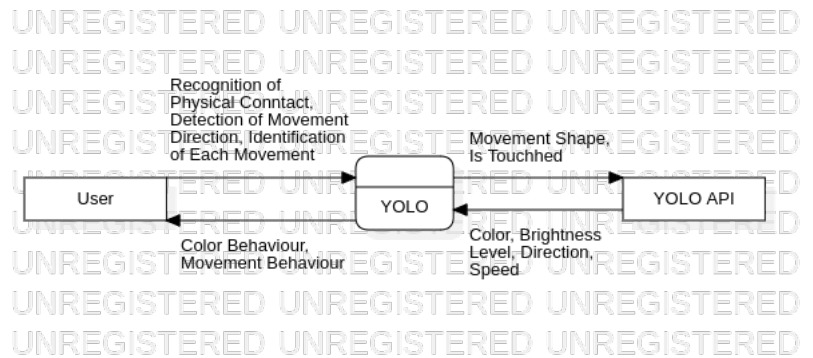 UNREGISTERED UNREGISTERED UNREGISTERED
UNREGISTERED UNREGISTERED UNREGISTERED
Recognition of
Physical Conntact,
Detection of Movement
Direction, Identification
of Each Movement
Movement Shape,
Is Touchhed
User
YOLO
YOLO API
Color Behaviour,
Movement Behaviour
Color, Brightness
Level, Direction,
Speed
UNREGISTERED UNREGISTERED UNREGISTERED
UNREGISTERED UNREGISTERED UNREGISTERED